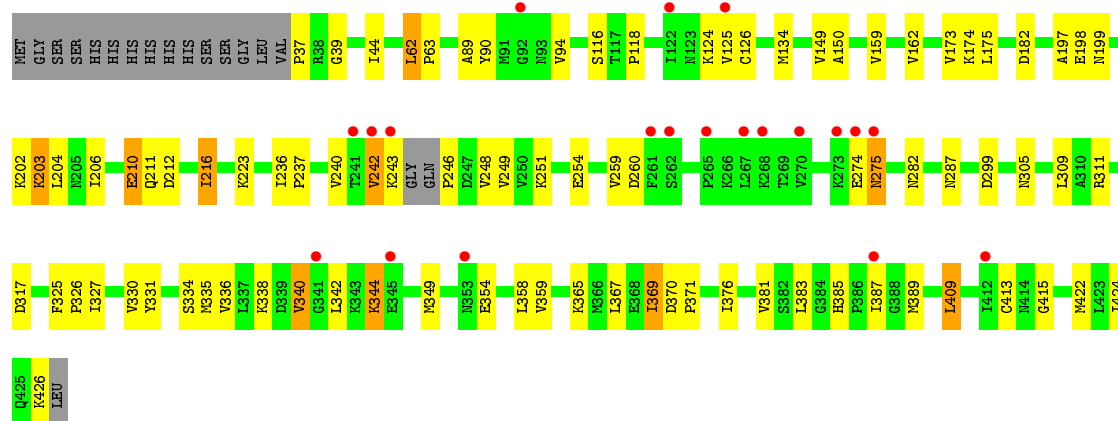 MET GLY SER SER HIS HIS HIS HIS HIS HIS SER SER GLY LEU VAL P37 R38 G39 I44 L62 P63 A89 Y90 M91 G92 N93 V94 S116 T117 P118 I122 N123 K124 V125 C126 M134 V149 A150 V159 V162 V173 K174 L175 D182 A197 E198 N199
K202 K203 L204 N205 I206 E210 Q211 D212 I216 K223 I236 P237 V240 T241 V242 K243 GLY GLN P246 D247 V248 V249 V250 K251 E254 V259 D260 F261 S262 P265 K266 L267 K268 T269 V270 K273 E274 N275 N282 N287 D299 N305 L309 A310 R311
D317 F325 P326 I327 V330 Y331 S334 M335 V336 L337 K338 D339 V340 G341 L342 K343 K344 E345 M349 N353 E354 L358 V359 K365 M366 L367 E368 I369 D370 P371 I376 V381 S382 L383 G384 H385 P386 I387 G388 M389 L409 I412 C413 N414 G415 M422 L423 I424
Q425 K426 LEU